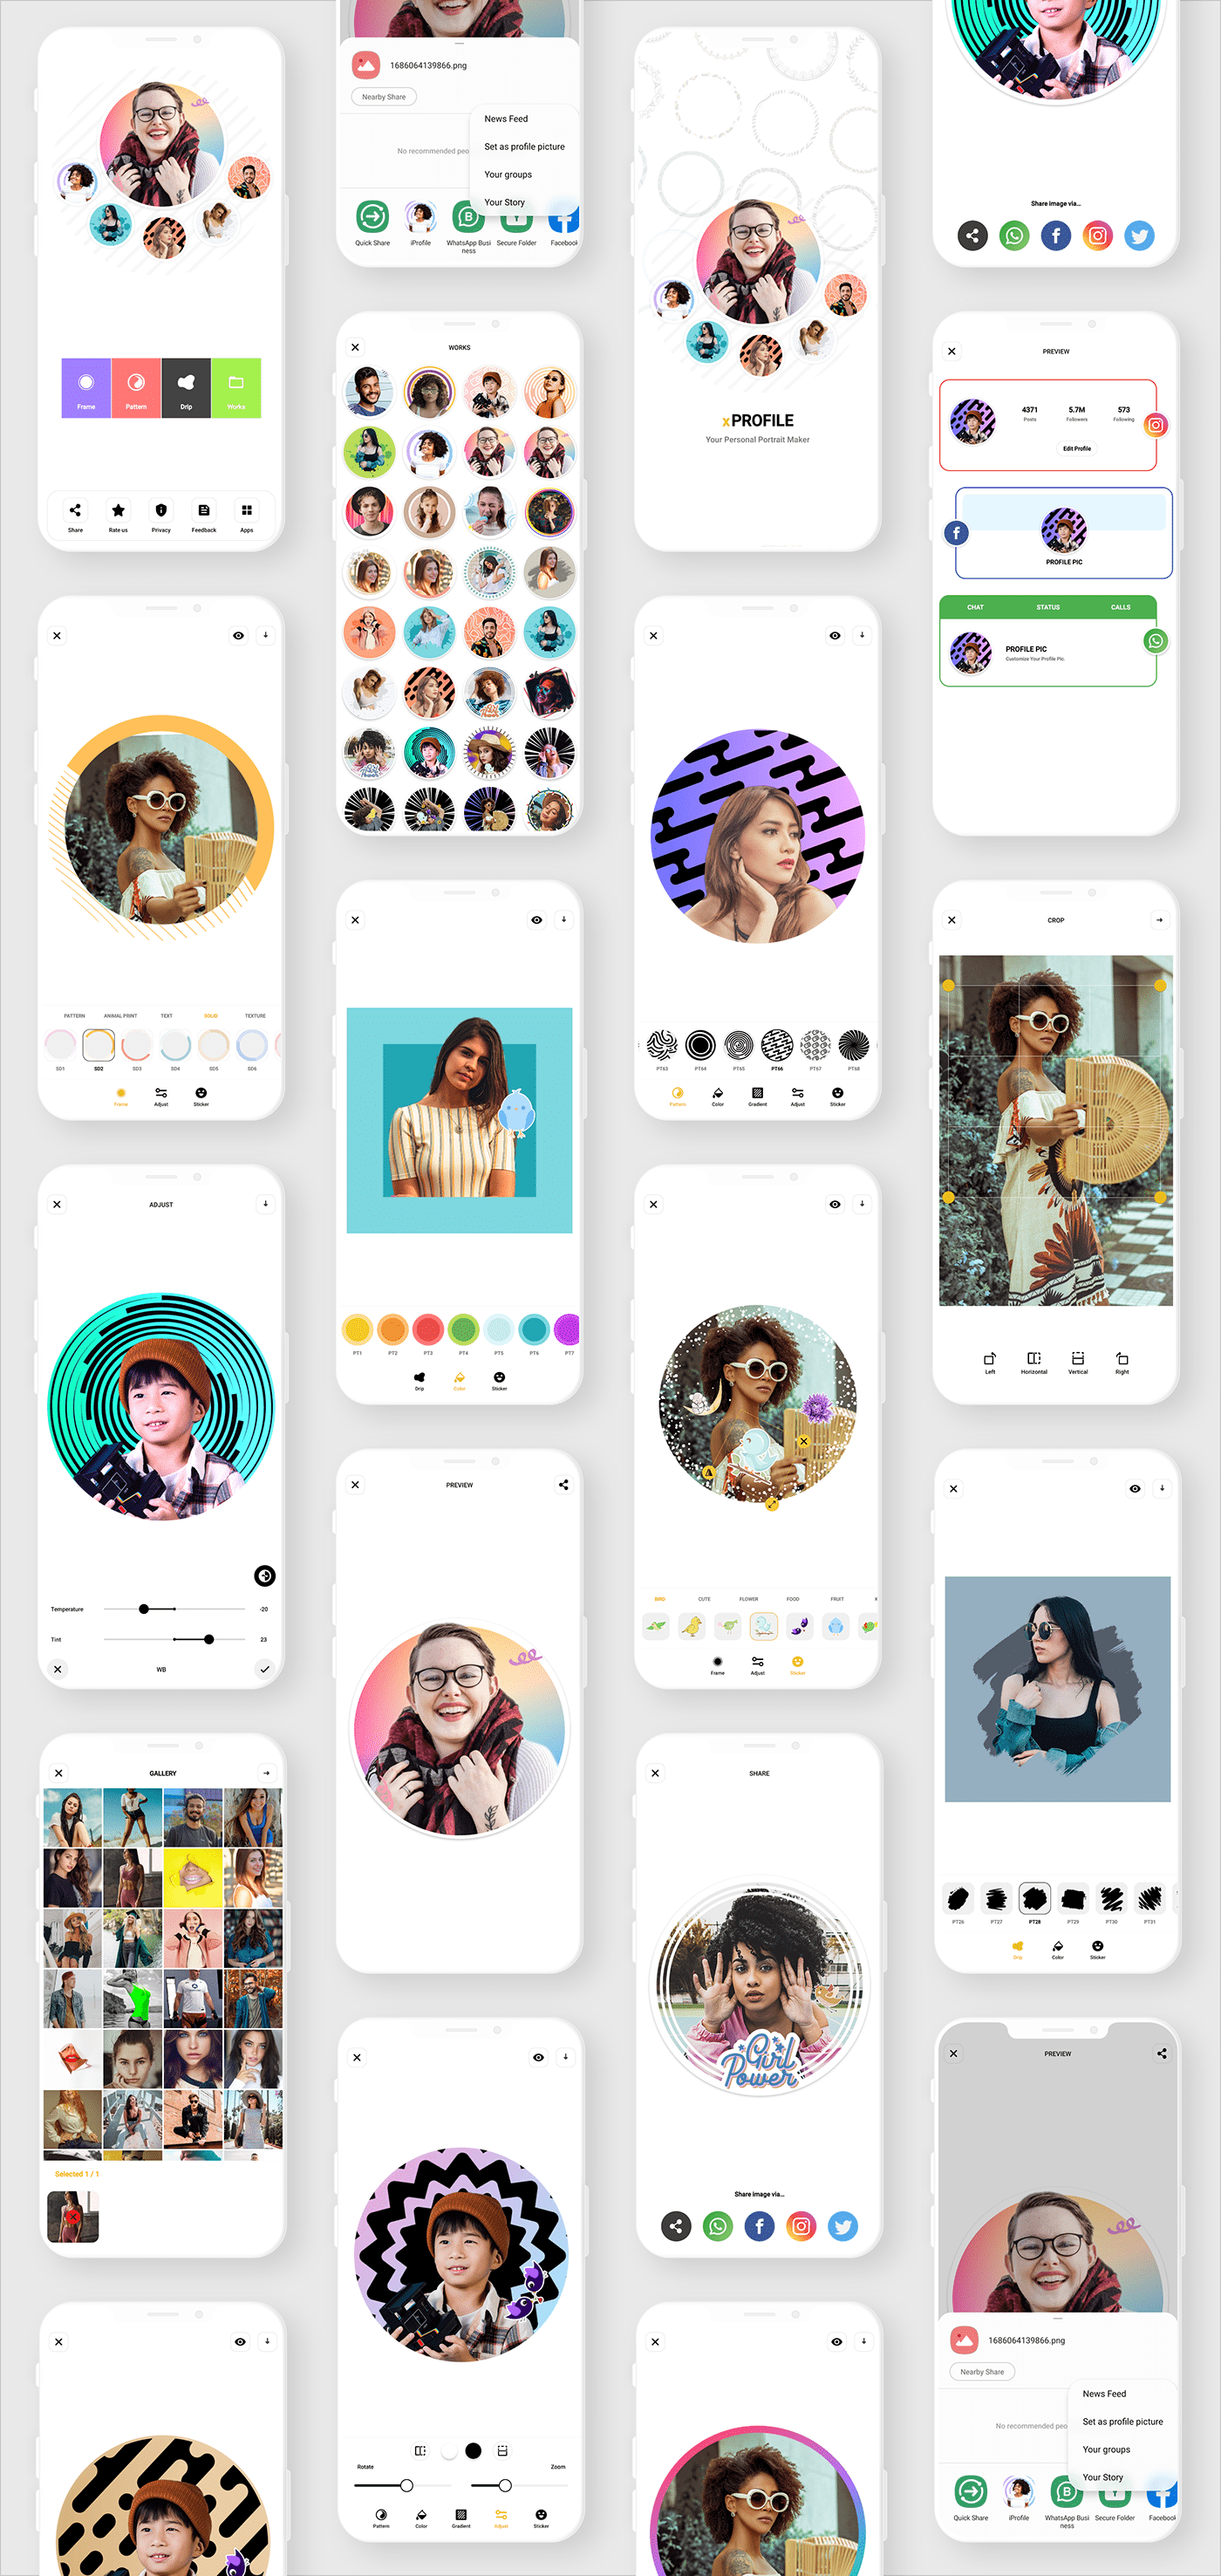 Frame Pattern Drip Works
Share Rate us Privacy Feedback Apps
PATTERN ANIMAL PRINT TEXT SOLID TEXTURE
SD1 SD2 SD3 SD4 SD5 SD6
Frame Adjust Sticker
ADJUST
Temperature -20
Tint 23
WB
GALLERY
Selected 1 / 1
1686064139866.png
Nearby Share
News Feed
Set as profile picture
Your groups
Your Story
No recommended peo
Quick Share iProfile WhatsApp Busi Secure Folder Facebook
ness
WORKS
PT1 PT2 PT3 PT4 PT5 PT6 PT7
Drip Color Sticker
PREVIEW
Rotate Zoom
Pattern Color Gradient Adjust Sticker
xPROFILE
Your Personal Portrait Maker
PT63 PT64 PT65 PT66 PT67 PT68
Pattern Color Gradient Adjust Sticker
BIRD CUTE FLOWER FOOD FRUIT
Frame Adjust Sticker
SHARE
Girl
Power
Share image via...
Share image via...
PREVIEW
4371 5.7M 573
Posts Followers Following
Edit Profile
PROFILE PIC
CHAT STATUS CALLS
PROFILE PIC
Customize Your Profile Pic.
CROP
Left Horizontal Vertical Right
PT26 PT27 PT28 PT29 PT30 PT31
Drip Color Sticker
PREVIEW
1686064139866.png
Nearby Share
News Feed
Set as profile picture
Your groups
Your Story
No recommended peo
Quick Share iProfile WhatsApp Busi Secure Folder Facebook
ness